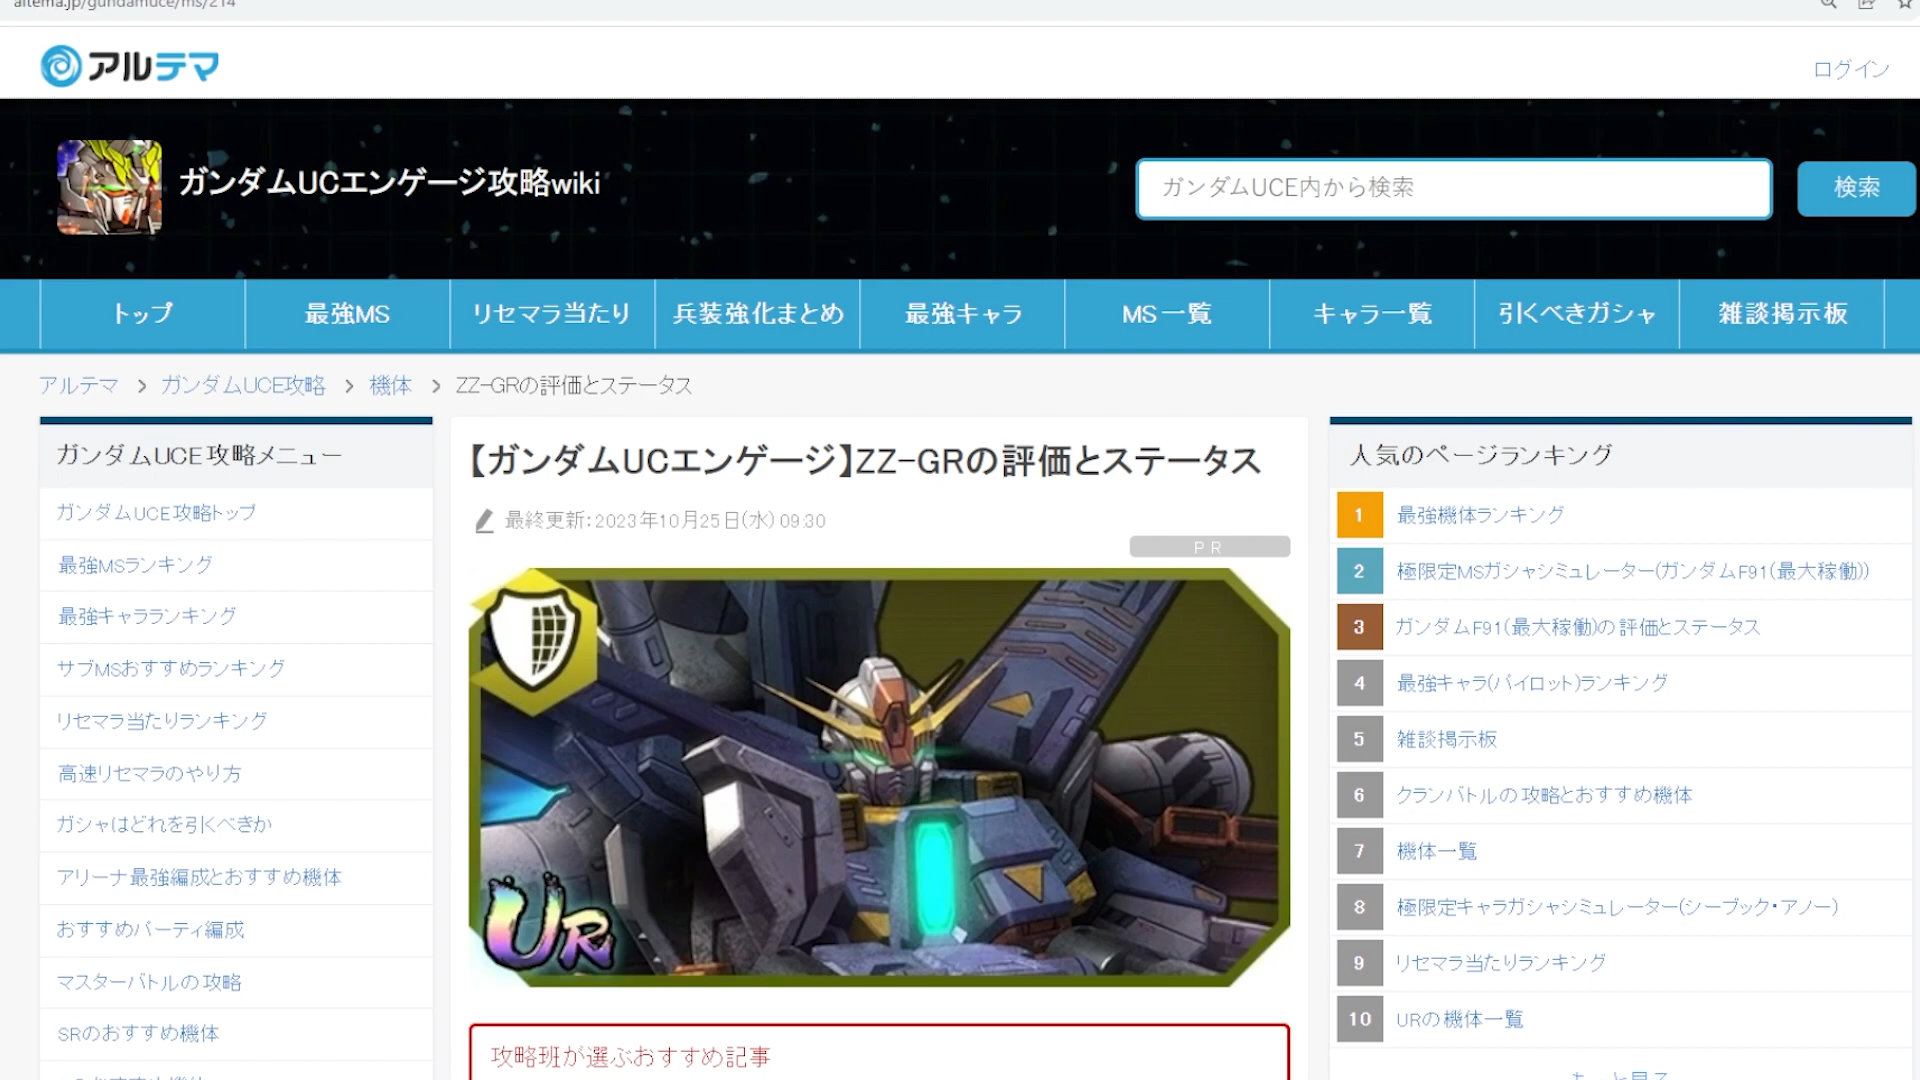 altema.jp/gundamuce/ms/214
アルテマ
ログイン
ガンダムUCエンゲージ攻略wiki
ガンダムUCE内から検索
検索
トップ
最強MS
リセマラ当たり
兵装強化まとめ
最強キャラ
MS一覧
キャラ一覧
引くべきガシャ
雑談掲示板
アルテマ > ガンダムUCE攻略 > 機体 > ZZ-GRの評価とステータス
ガンダムUCE攻略メニュー
ガンダムUCE攻略トップ
最強MSランキング
最強キャラランキング
サブMSおすすめランキング
リセマラ当たりランキング
高速リセマラのやり方
ガシャはどれを引くべきか
アリーナ最強編成とおすすめ機体
おすすめパーティ編成
マスターバトルの攻略
SRのおすすめ機体
【ガンダムUCエンゲージ】ZZ-GRの評価とステータス
最終更新:2023年10月25日(水) 09:30
PR
UR
攻略班が選ぶおすすめ記事
人気のページランキング
1 最強機体ランキング
2 極限定MSガシャシミュレーター(ガンダムF91(最大稼働))
3 ガンダムF91(最大稼働)の評価とステータス
4 最強キャラ(パイロット)ランキング
5 雑談掲示板
6 クランバトルの攻略とおすすめ機体
7 機体一覧
8 極限定キャラガシャシミュレーター(シーブック・アノー)
9 リセマラ当たりランキング
10 URの機体一覧
もっと見る